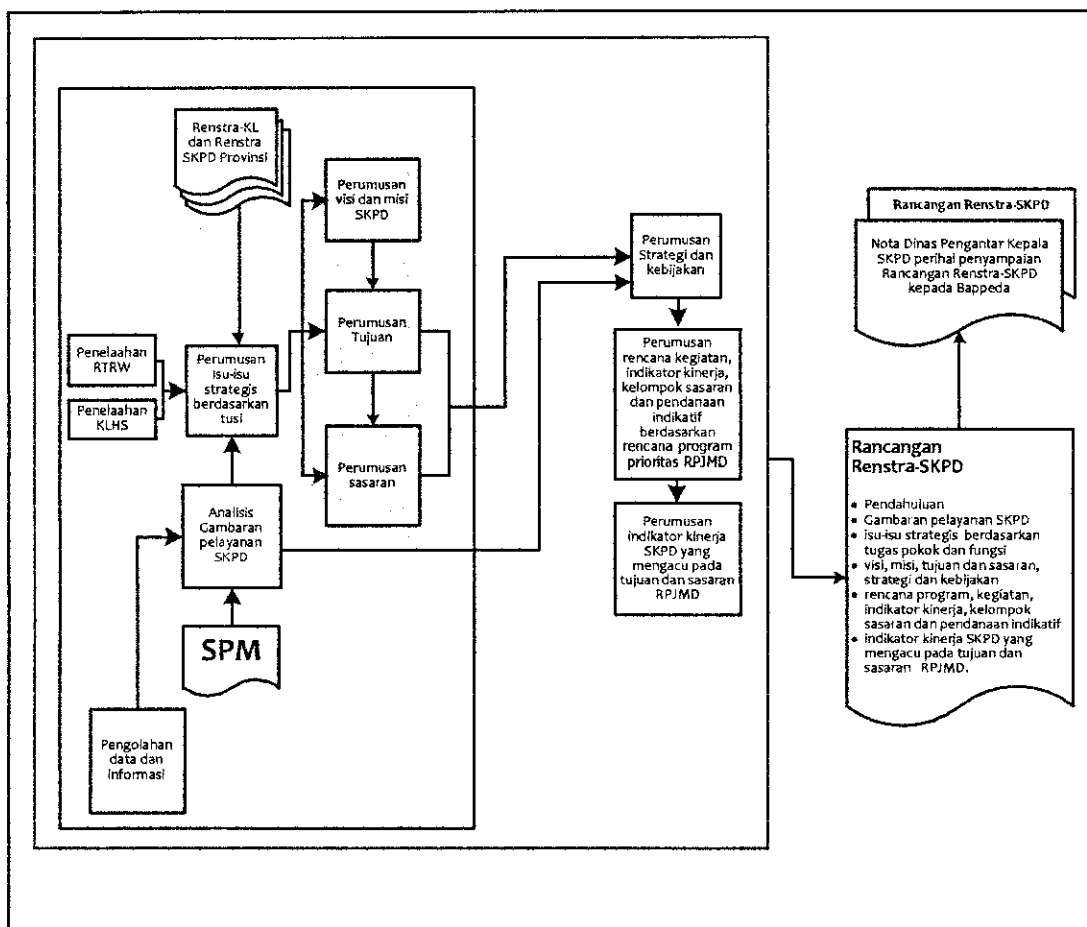 Renstra-KL
dan Renstra
SKPD Provinsi
Perumusan
visi dan misi
SKPD
Penelaahan
RTRW
Penelaahan
KLHS
Perumusan
isu-isu
strategis
berdasarkan
tusi
Perumusan
Tujuan
Perumusan
sasaran
Analisis
Gambaran
pelayanan
SKPD
SPM
Pengolahan
data dan
informasi
Perumusan
Strategi dan
kebijakan
Perumusan
rencana kegiatan,
indikator kinerja,
kelompok sasaran
dan pendanaan
indikatif
berdasarkan
rencana program
prioritas RPJMD
Perumusan
indikator kinerja
SKPD yang
mengacu pada
tujuan dan sasaran
RPJMD
Rancangan Renstra-SKPD
Nota Dinas Pengantar Kepala
SKPD perihal penyampaian
Rancangan Renstra-SKPD
kepada Bappeda
Rancangan
Renstra-SKPD
• Pendahuluan
• Gambaran pelayanan SKPD
• isu-isu strategis berdasarkan
tugas pokok dan fungsi
• visi, misi, tujuan dan sasaran,
strategi dan kebijakan
• rencana program, kegiatan,
indikator kinerja, kelompok
sasaran dan pendanaan indikatif
• indikator kinerja SKPD yang
mengacu pada tujuan dan
sasaran RPJMD.